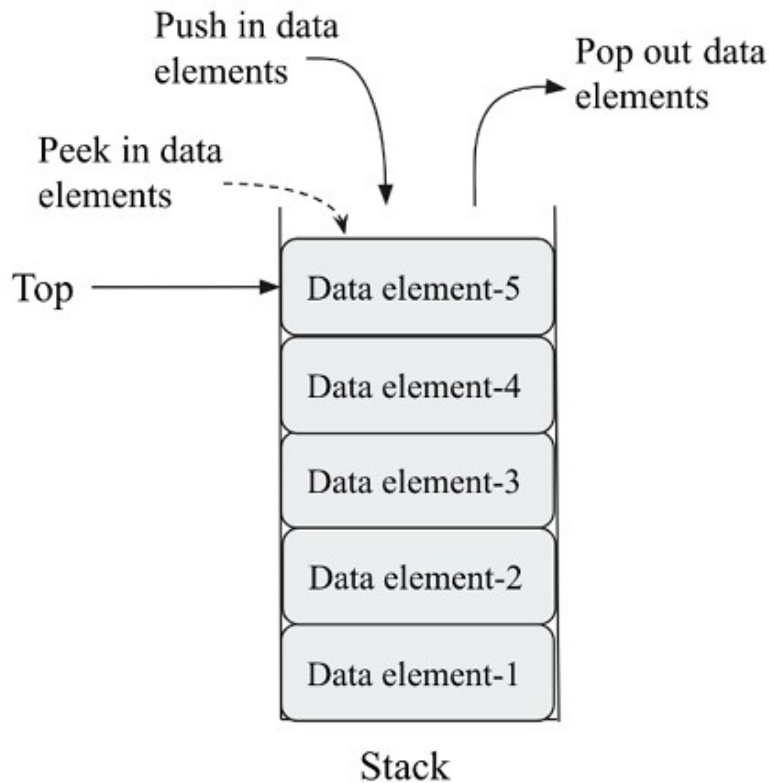 Push in data
elements
Pop out data
elements
Peek in data
elements
Top
Data element-5
Data element-4
Data element-3
Data element-2
Data element-1
Stack